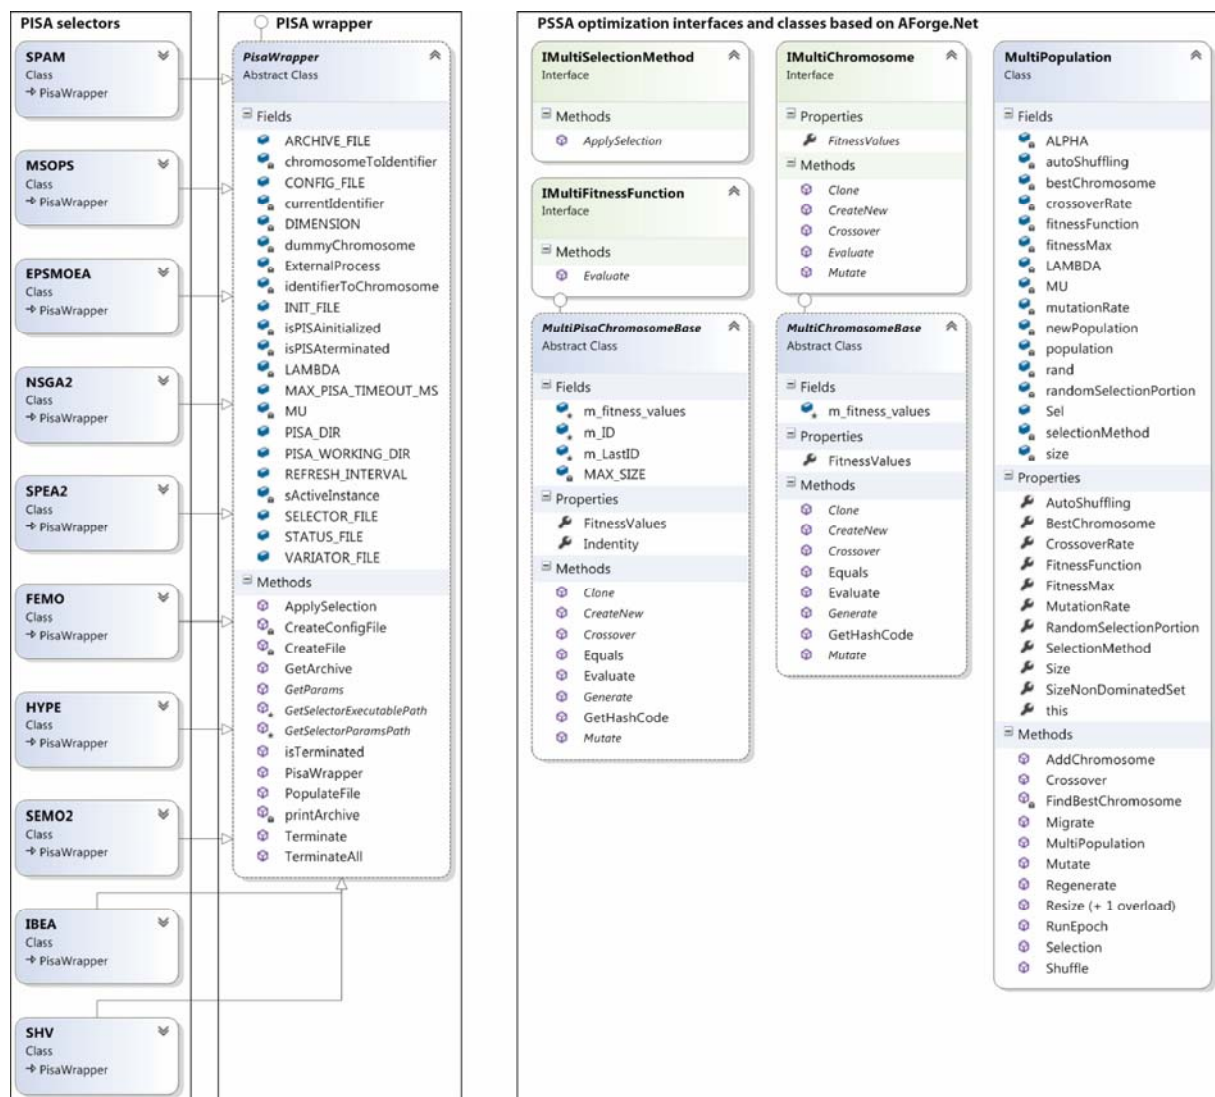 PISA selectors
SPAM
Class
PisaWrapper
MSOPS
Class
PisaWrapper
EPSMOEA
Class
PisaWrapper
NSGA2
Class
PisaWrapper
SPEA2
Class
PisaWrapper
FEMO
Class
PisaWrapper
HYPE
Class
PisaWrapper
SEMO2
Class
PisaWrapper
IBEA
Class
PisaWrapper
SHV
Class
PisaWrapper
PISA wrapper
PisaWrapper
Abstract Class
Fields
ARCHIVE_FILE
chromosomeToIdentifier
CONFIG_FILE
currentIdentifier
DIMENSION
dummyChromosome
ExternalProcess
identifierToChromosome
INIT_FILE
isPISAinitialized
isPISAterminated
LAMBDA
MAX_PISA_TIMEOUT_MS
MU
PISA_DIR
PISA_WORKING_DIR
REFRESH_INTERVAL
sActiveInstance
SELECTOR_FILE
STATUS_FILE
VARIATOR_FILE
Methods
ApplySelection
CreateConfigFile
CreateFile
GetArchive
GetParams
GetSelectorExecutablePath
GetSelectorParamsPath
isTerminated
PisaWrapper
PopulateFile
printArchive
Terminate
TerminateAll
PSSA optimization interfaces and classes based on AForge.Net
IMultiSelectionMethod
Interface
Methods
ApplySelection
IMultiFitnessFunction
Interface
Methods
Evaluate
MultiPisaChromosomeBase
Abstract Class
Fields
m_fitness_values
m_ID
m_LastID
MAX_SIZE
Properties
FitnessValues
Indentity
Methods
Clone
CreateNew
Crossover
Equals
Evaluate
Generate
GetHashCode
Mutate
IMultiChromosome
Interface
Properties
FitnessValues
Methods
Clone
CreateNew
Crossover
Evaluate
Mutate
MultiChromosomeBase
Abstract Class
Fields
m_fitness_values
Properties
FitnessValues
Methods
Clone
CreateNew
Crossover
Equals
Evaluate
Generate
GetHashCode
Mutate
MultiPopulation
Class
Fields
ALPHA
autoShuffling
bestChromosome
crossoverRate
fitnessFunction
fitnessMax
LAMBDA
MU
mutationRate
newPopulation
population
rand
randomSelectionPortion
Sel
selectionMethod
size
Properties
AutoShuffling
BestChromosome
CrossoverRate
FitnessFunction
FitnessMax
MutationRate
RandomSelectionPortion
SelectionMethod
Size
SizeNonDominatedSet
this
Methods
AddChromosome
Crossover
FindBestChromosome
Migrate
MultiPopulation
Mutate
Regenerate
Resize (+ 1 overload)
RunEpoch
Selection
Shuffle